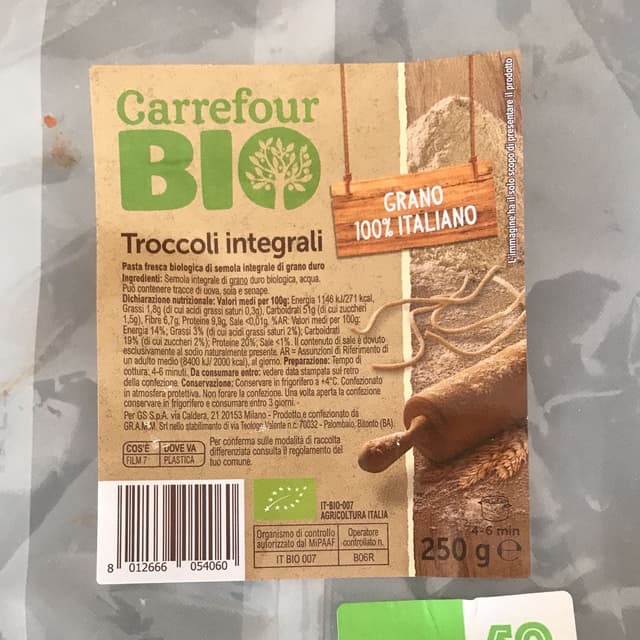 Carrefour
BIO
GRANO
100% ITALIANO
L'immagine ha il solo scopo di presentare il prodotto
Troccoli integrali
Pasta fresca biologica di semola integrale di grano duro
Ingredienti: Semola integrale di grano duro biologica, acqua.
Può contenere tracce di uova, soia e senape.
Dichiarazione nutrizionale: Valori medi per 100g: Energia 1146 kJ/271 kcal,
Grassi 1,8g (di cui acidi grassi saturi 0,3g), Carboidrati 51g (di cui zuccheri
1,5g), Fibre 6,7g, Proteine 9,9g, Sale <0,01g. %AR: Valori medi per 100g:
Energia 14%; Grassi 3% (di cui acidi grassi saturi 2%); Carboidrati
19% (di cui zuccheri 2%); Proteine 20%; Sale <1%. Il contenuto di sale è dovuto
esclusivamente al sodio naturalmente presente. AR = Assunzioni di Riferimento di
un adulto medio (8400 kJ/ 2000 kcal), al giorno. Preparazione: Tempo di
cottura: 4-6 minuti. Da consumare entro: vedere data stampata sul retro
della confezione. Conservazione: Conservare in frigorifero a +4°C. Confezionato
in atmosfera protettiva. Non forare la confezione. Una volta aperta la confezione
conservare in frigorifero e consumare entro 3 giorni.
Per GS S.p.A. via Caldera, 21 20153 Milano - Prodotto e confezionato da
GR.A.M.M. Srl nello stabilimento di via Teologo Valente n.c. 70032 - Palombaio, Bitonto (BA).
COS'È DOVE VA
FILM 7 PLASTICA
Per conferma sulle modalità di raccolta
differenziata consulta il regolamento del
tuo comune.
IT-BIO-007
AGRICOLTURA ITALIA
Organismo di controllo
autorizzato dal MiPAAF
IT BIO 007
Operatore
controllato n.
B06R
4-6 min
250 g e
8 012666 054060
50